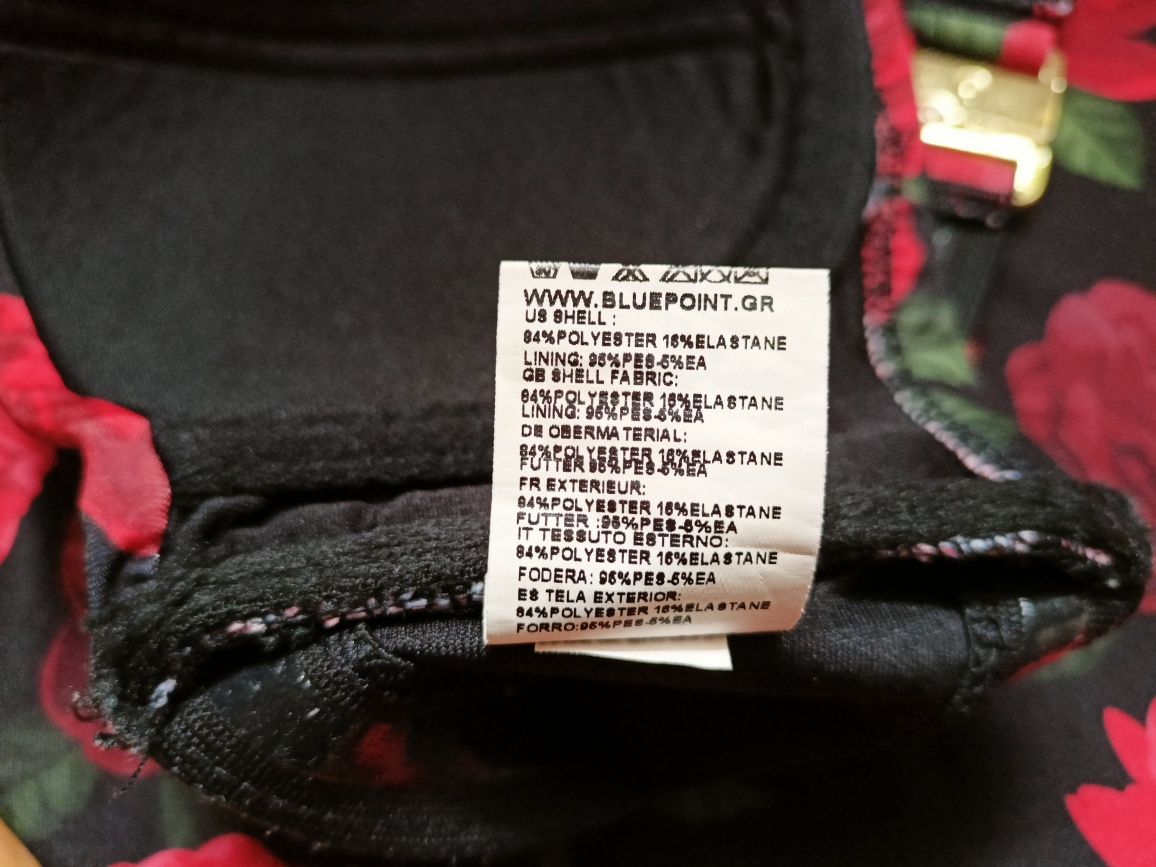 WWW.BLUEPOINT.GR
US SHELL :
84%POLYESTER 16%ELASTANE
LINING: 95%PES-5%EA
GB SHELL FABRIC:
84%POLYESTER 16%ELASTANE
LINING: 95%PES-5%EA
DE OBERMATERIAL:
84%POLYESTER 16%ELASTANE
FUTTER 95%PES-5%EA
FR EXTERIEUR:
84%POLYESTER 16%ELASTANE
FUTTER :95%PES-5%EA
IT TESSUTO ESTERNO:
84%POLYESTER 16%ELASTANE
FODERA: 95%PES-5%EA
ES TELA EXTERIOR:
84%POLYESTER 16%ELASTANE
FORRO:95%PES-5%EA